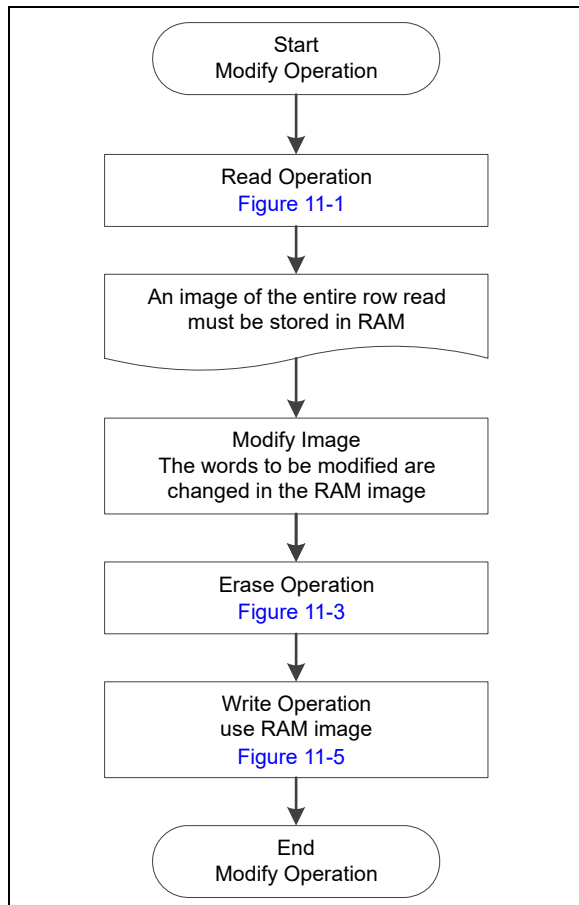 Start
Modify Operation
Read Operation
Figure 11-1
An image of the entire row read
must be stored in RAM
Modify Image
The words to be modified are
changed in the RAM image
Erase Operation
Figure 11-3
Write Operation
use RAM image
Figure 11-5
End
Modify Operation